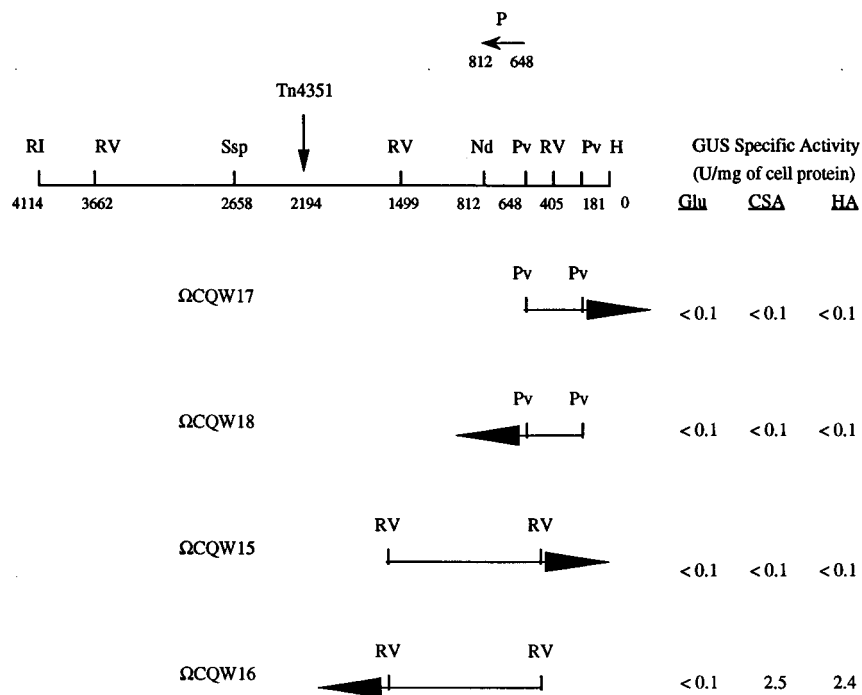 P
812 648
Tn4351
RI RV Ssp RV Nd Pv RV Pv H
GUS Specific Activity
(U/mg of cell protein)
4114 3662 2658 2194 1499 812 648 405 181 0
Glu CSA HA
Pv Pv
ΩCQW17 < 0.1 < 0.1 < 0.1
Pv Pv
ΩCQW18 < 0.1 < 0.1 < 0.1
RV RV
ΩCQW15 < 0.1 < 0.1 < 0.1
RV RV
ΩCQW16 < 0.1 2.5 2.4